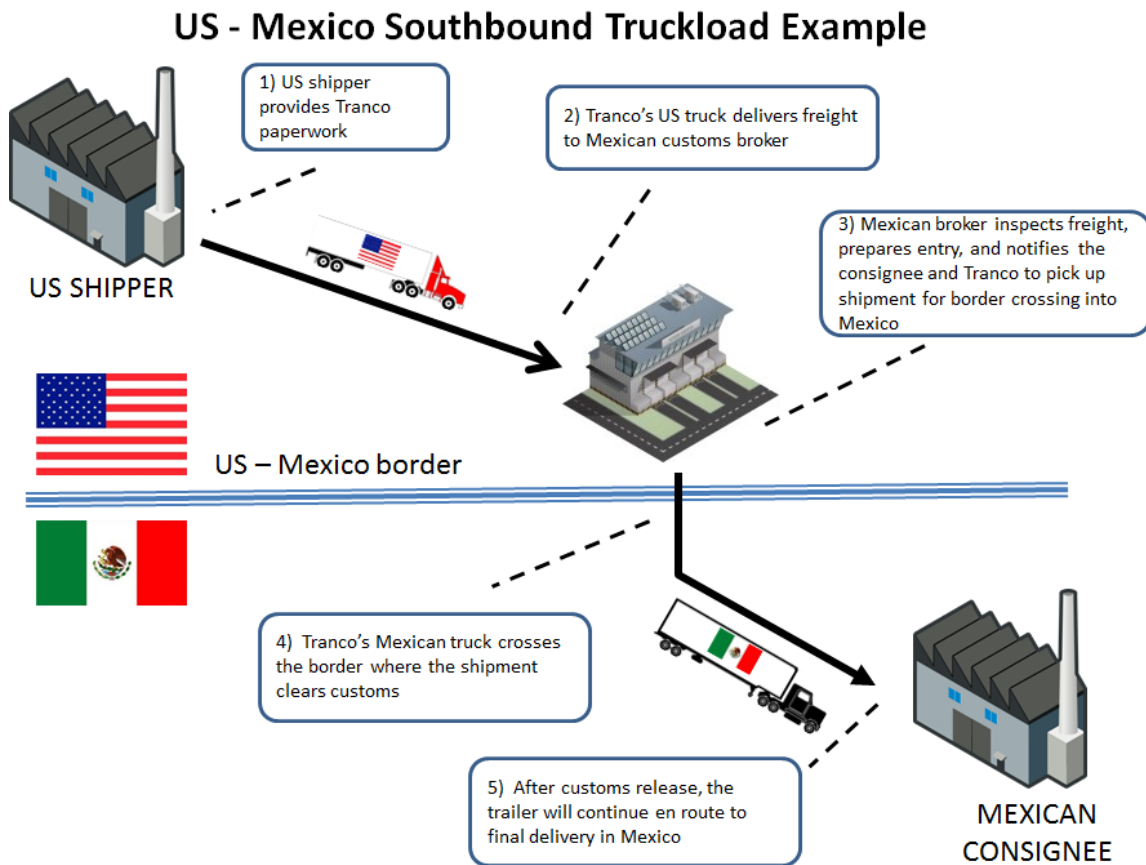 US - Mexico Southbound Truckload Example
1) US shipper
provides Tranco
paperwork
2) Tranco's US truck delivers freight
to Mexican customs broker
3) Mexican broker inspects freight,
prepares entry, and notifies the
consignee and Tranco to pick up
shipment for border crossing into
Mexico
US SHIPPER
US – Mexico border
4) Tranco's Mexican truck crosses
the border where the shipment
clears customs
5) After customs release, the
trailer will continue en route to
final delivery in Mexico
MEXICAN
CONSIGNEE